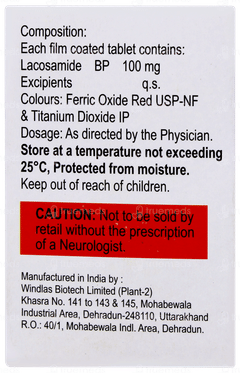 Composition:
Each film coated tablet contains:
Lacosamide BP 100 mg
Excipients q.s.
Colours: Ferric Oxide Red USP-NF
& Titanium Dioxide IP
Dosage: As directed by the Physician.
Store at a temperature not exceeding
25°C, Protected from moisture.
Keep out of reach of children.
CAUTION: Not to be sold by
retail without the prescription
of a Neurologist.
Manufactured in India by :
Windlas Biotech Limited (Plant-2)
Khasra No. 141 to 143 & 145, Mohabewala
Industrial Area, Dehradun-248110, Uttarakhand
R.O.: 40/1, Mohabewala Indl. Area, Dehradun.